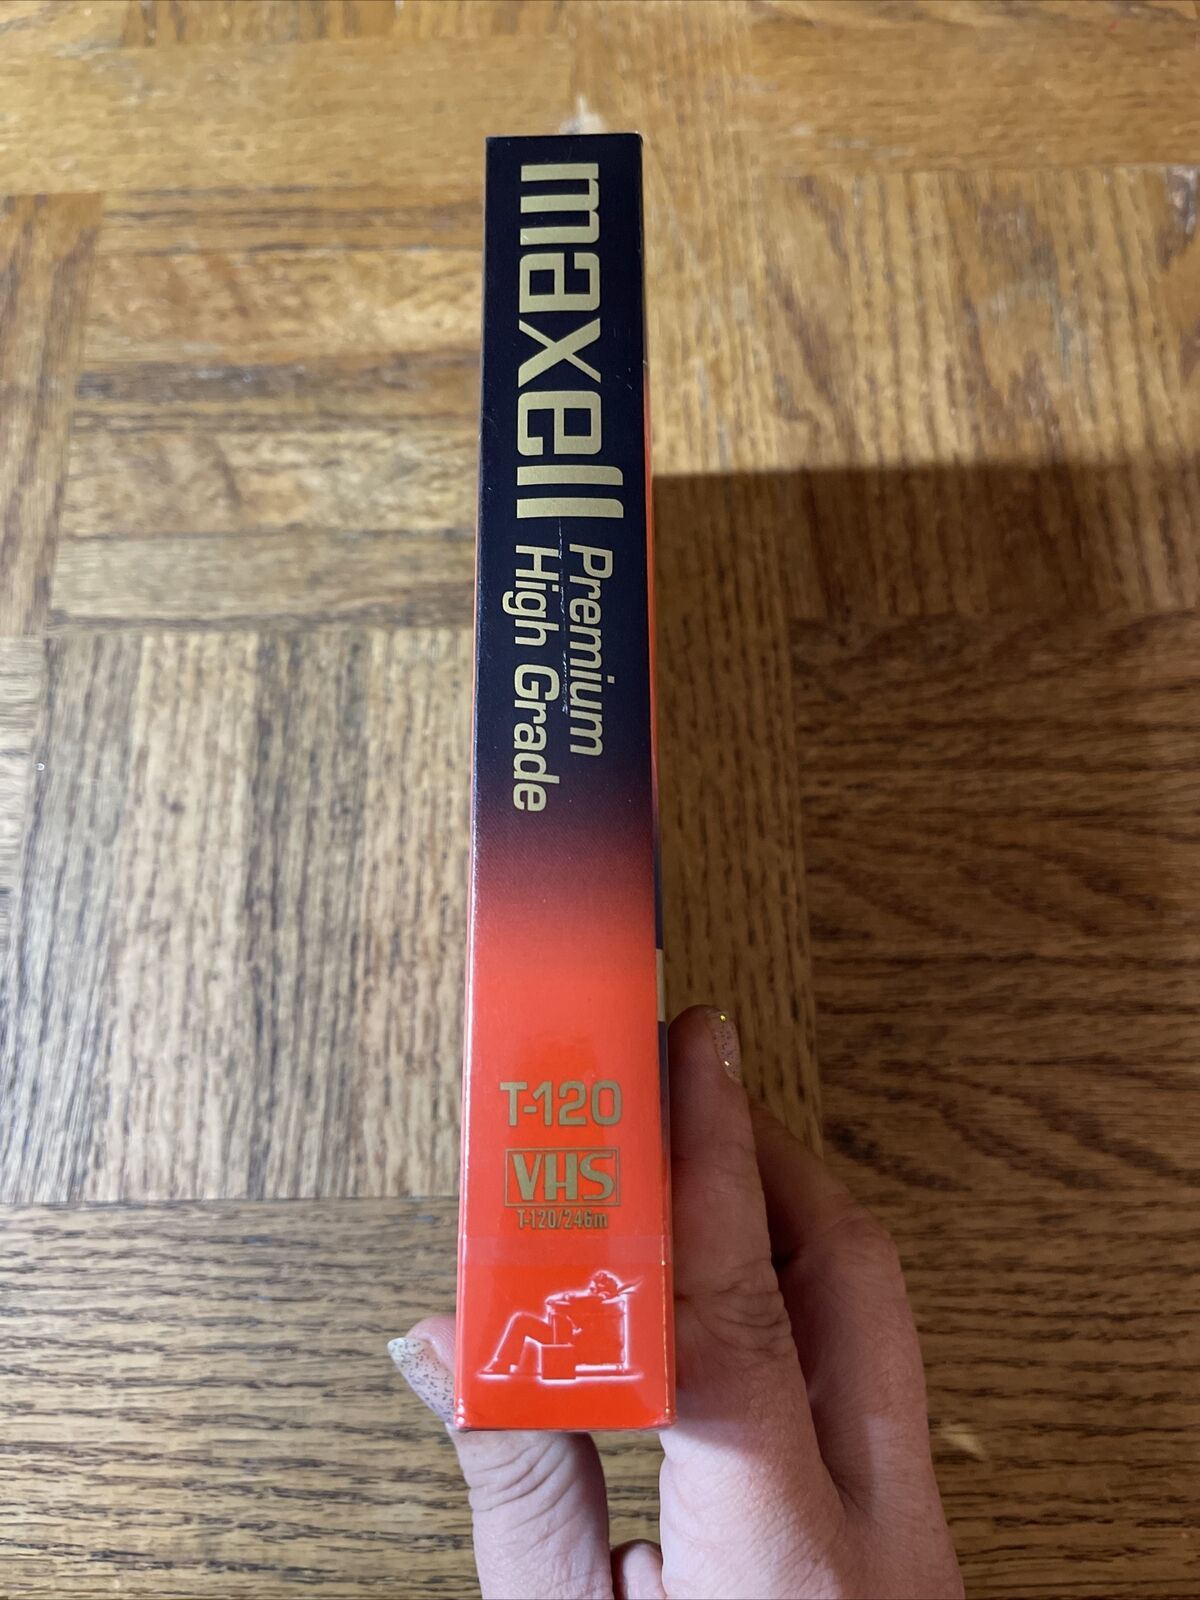 maxell
Premium
High Grade
T-120
VHS
T-120/246m